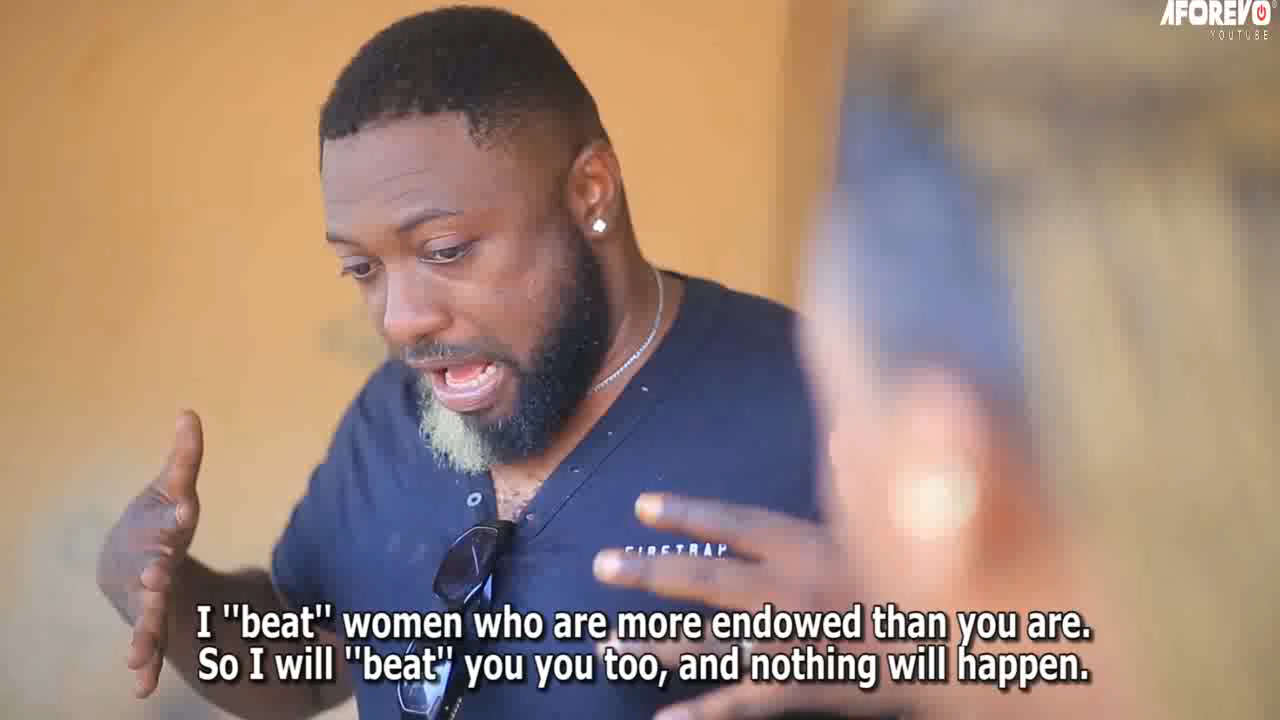 AFOREVO
YOUTUBE
FIRETRAP
I "beat" women who are more endowed than you are.
So I will "beat" you you too, and nothing will happen.